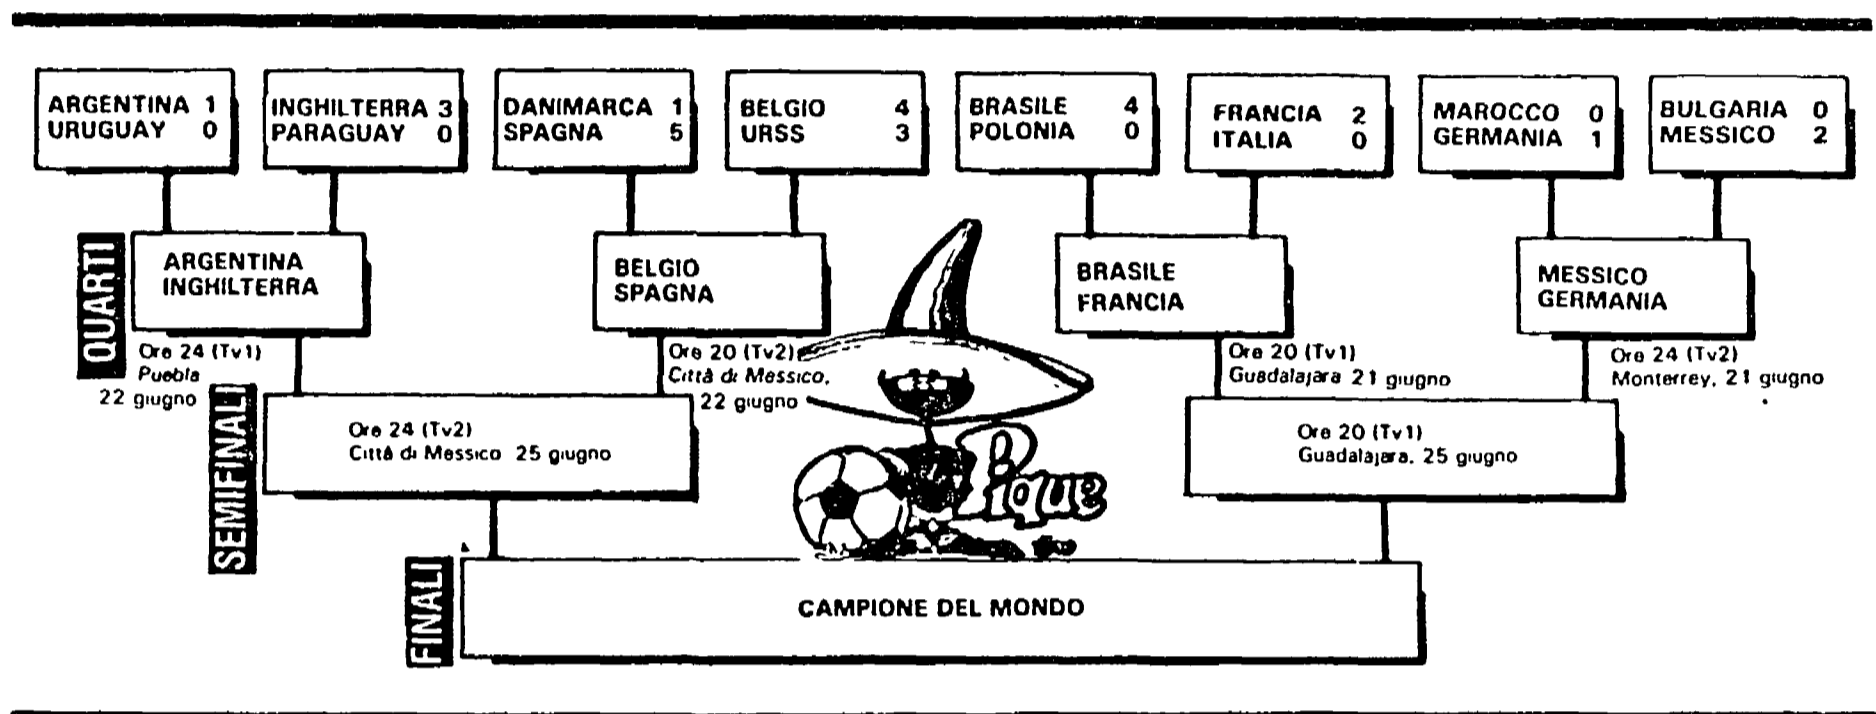 ARGENTINA 1
URUGUAY 0
INGHILTERRA 3
PARAGUAY 0
DANIMARCA 1
SPAGNA 5
BELGIO 4
URSS 3
BRASILE 4
POLONIA 0
FRANCIA 2
ITALIA 0
MAROCCO 0
GERMANIA 1
BULGARIA 0
MESSICO 2
QUARTI
ARGENTINA
INGHILTERRA
Ore 24 (Tv1)
Puebla
22 giugno
BELGIO
SPAGNA
Ore 20 (Tv2)
Città di Messico,
22 giugno
BRASILE
FRANCIA
Ore 20 (Tv1)
Guadalajara 21 giugno
MESSICO
GERMANIA
Ore 24 (Tv2)
Monterrey, 21 giugno
SEMIFINALI
Ore 24 (Tv2)
Città di Messico 25 giugno
Ore 20 (Tv1)
Guadalajara, 25 giugno
Pique
FINALI
CAMPIONE DEL MONDO